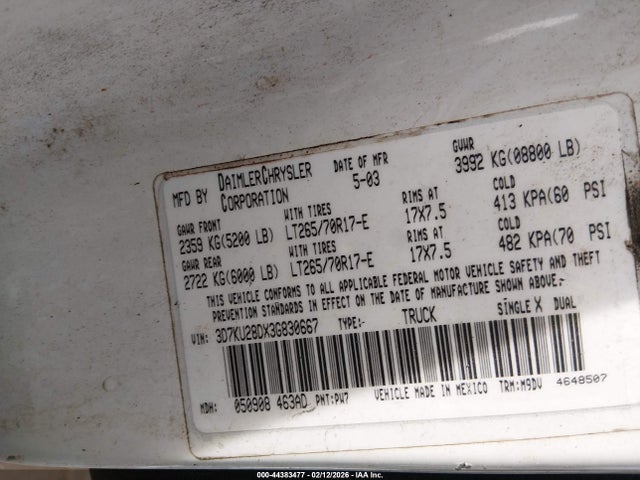 MFD BY DAIMLERCHRYSLER CORPORATION DATE OF MFR 5-03 GVWR 3992 KG(08800 LB)
GAWR FRONT WITH TIRES RIMS AT COLD
2359 KG(5200 LB) LT265/70R17-E 17X7.5 413 KPA(60 PSI
GAWR REAR WITH TIRES RIMS AT COLD
2722 KG(6000 LB) LT265/70R17-E 17X7.5 482 KPA(70 PSI
THIS VEHICLE CONFORMS TO ALL APPLICABLE FEDERAL MOTOR VEHICLE SAFETY AND THEFT
PREVENTION STANDARDS IN EFFECT ON THE DATE OF MANUFACTURE SHOWN ABOVE.
VIN: 3D7KU28DX3G830667 TYPE:- TRUCK SINGLE X DUAL
MDH: 050908 463AD PNT:PW7 VEHICLE MADE IN MEXICO TRM:M9DV 4648507
000-44383477 - 02/12/2026 - IAA Inc.